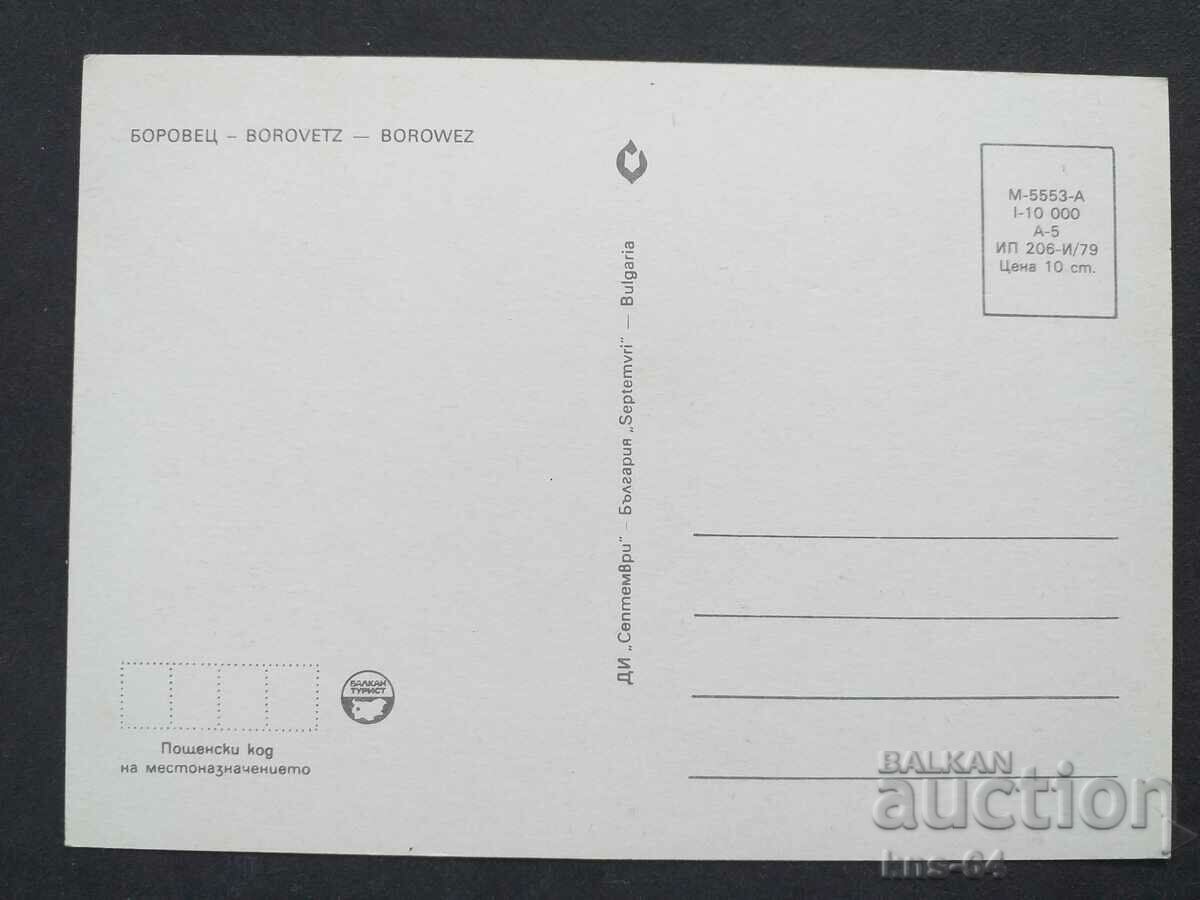 БОРОВЕЦ – BOROVETZ — BOROWEZ
М-5553-А
I-10 000
А-5
ИП 206-И/79
Цена 10 ст.
ДИ „Септември" – България „Septemvri" — Bulgaria
БАЛКАН
ТУРИСТ
Пощенски код
на местоназначението
BALKAN
auction
kns-64